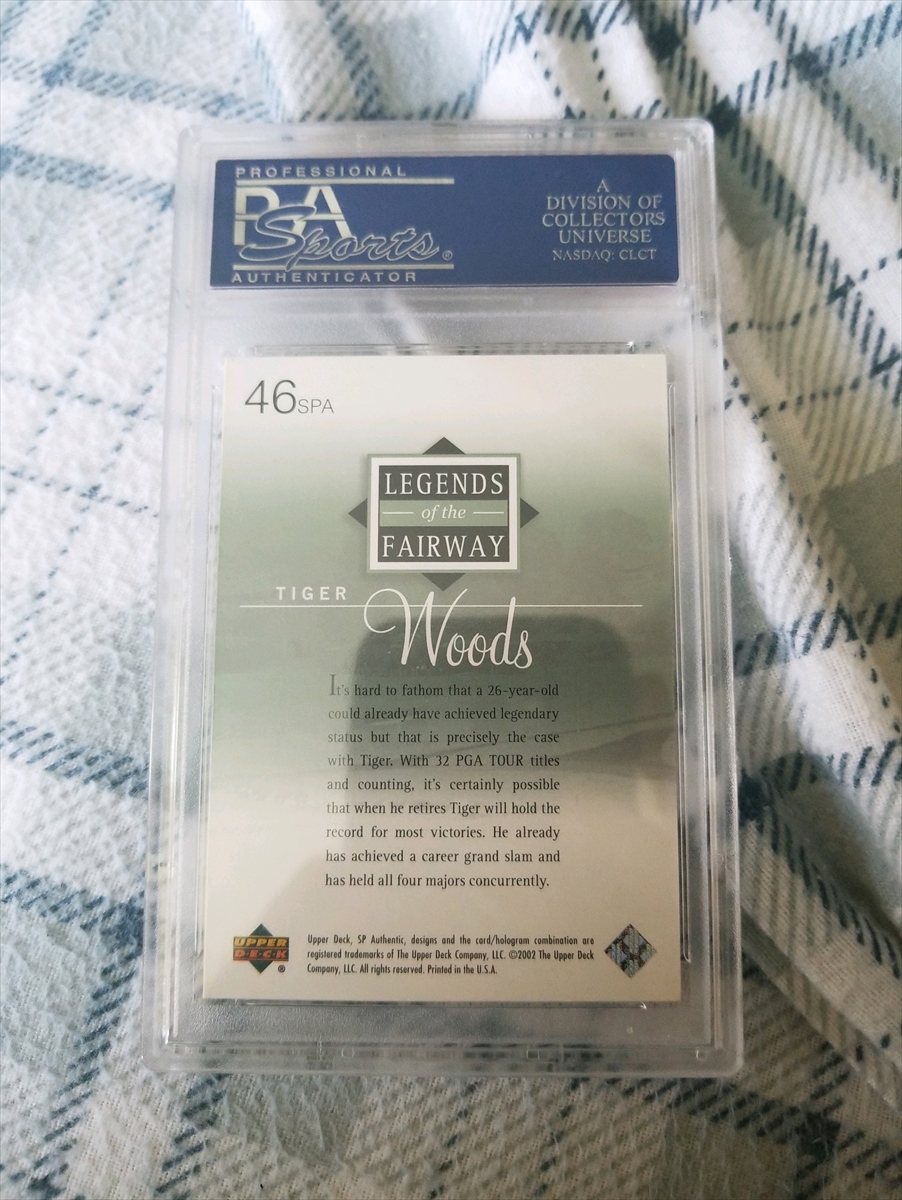 PROFESSIONAL
PSA
Sports®
AUTHENTICATOR
A
DIVISION OF
COLLECTORS
UNIVERSE
NASDAQ: CLCT
46SPA
LEGENDS
of the
FAIRWAY
TIGER
Woods
It's hard to fathom that a 26-year-old
could already have achieved legendary
status but that is precisely the case
with Tiger. With 32 PGA TOUR titles
and counting, it's certainly possible
that when he retires Tiger will hold the
record for most victories. He already
has achieved a career grand slam and
has held all four majors concurrently.
UPPER
DECK®
Upper Deck, SP Authentic, designs and the card/hologram combination are
registered trademarks of The Upper Deck Company, LLC. ©2002 The Upper Deck
Company, LLC. All rights reserved. Printed in the U.S.A.